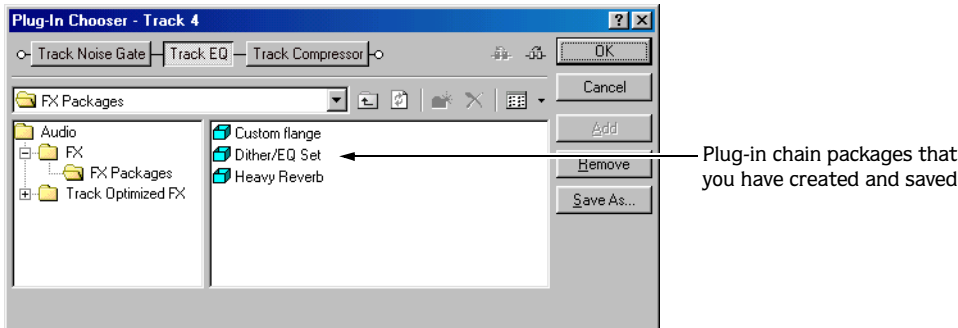 Plug-In Chooser - Track 4
Track Noise Gate Track EQ Track Compressor
OK
Cancel
Add
Remove
Save As...
FX Packages
Audio
FX
FX Packages
Track Optimized FX
Custom flange
Dither/EQ Set
Heavy Reverb
Plug-in chain packages that
you have created and saved